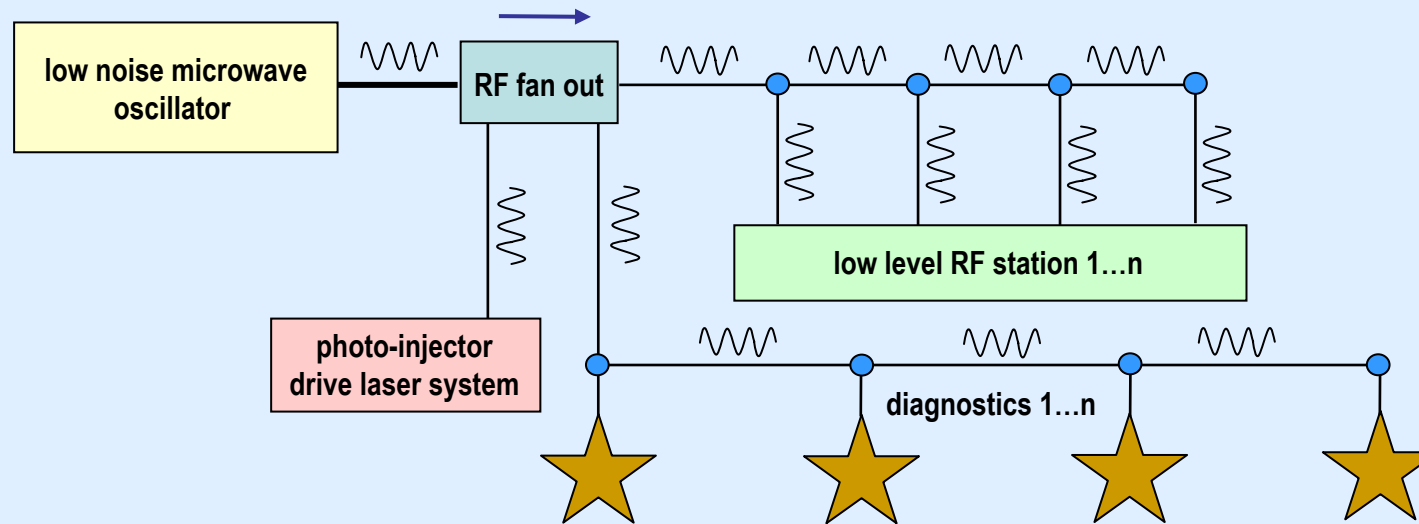 low noise microwave
oscillator
RF fan out
low level RF station 1…n
photo-injector
drive laser system
diagnostics 1…n